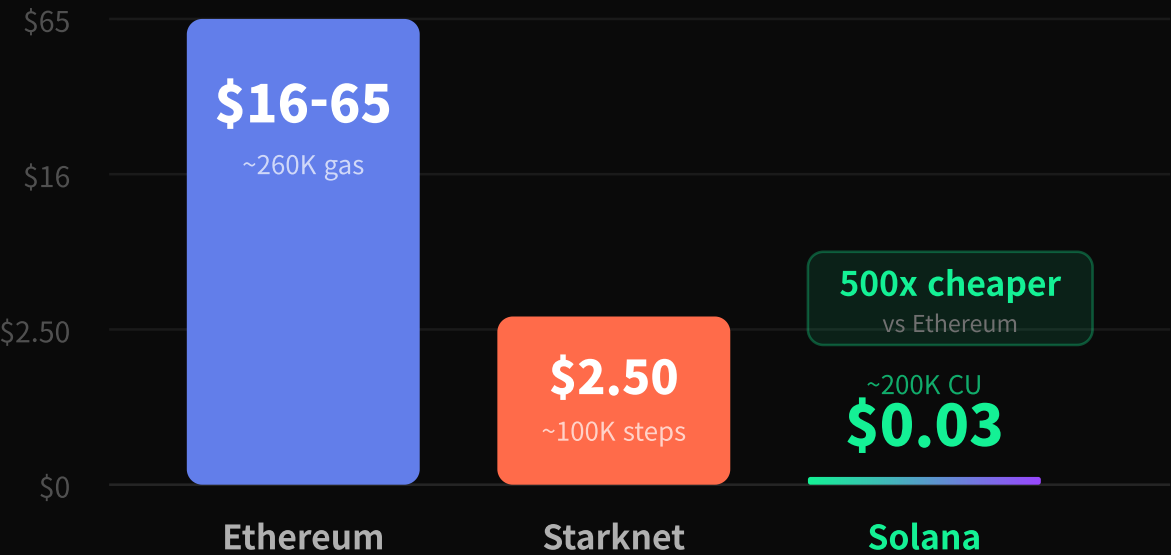 $65
$16-65
~260K gas
$16
500x cheaper
vs Ethereum
$2.50
$2.50
~100K steps
~200K CU
$0.03
$0
Ethereum
Starknet
Solana